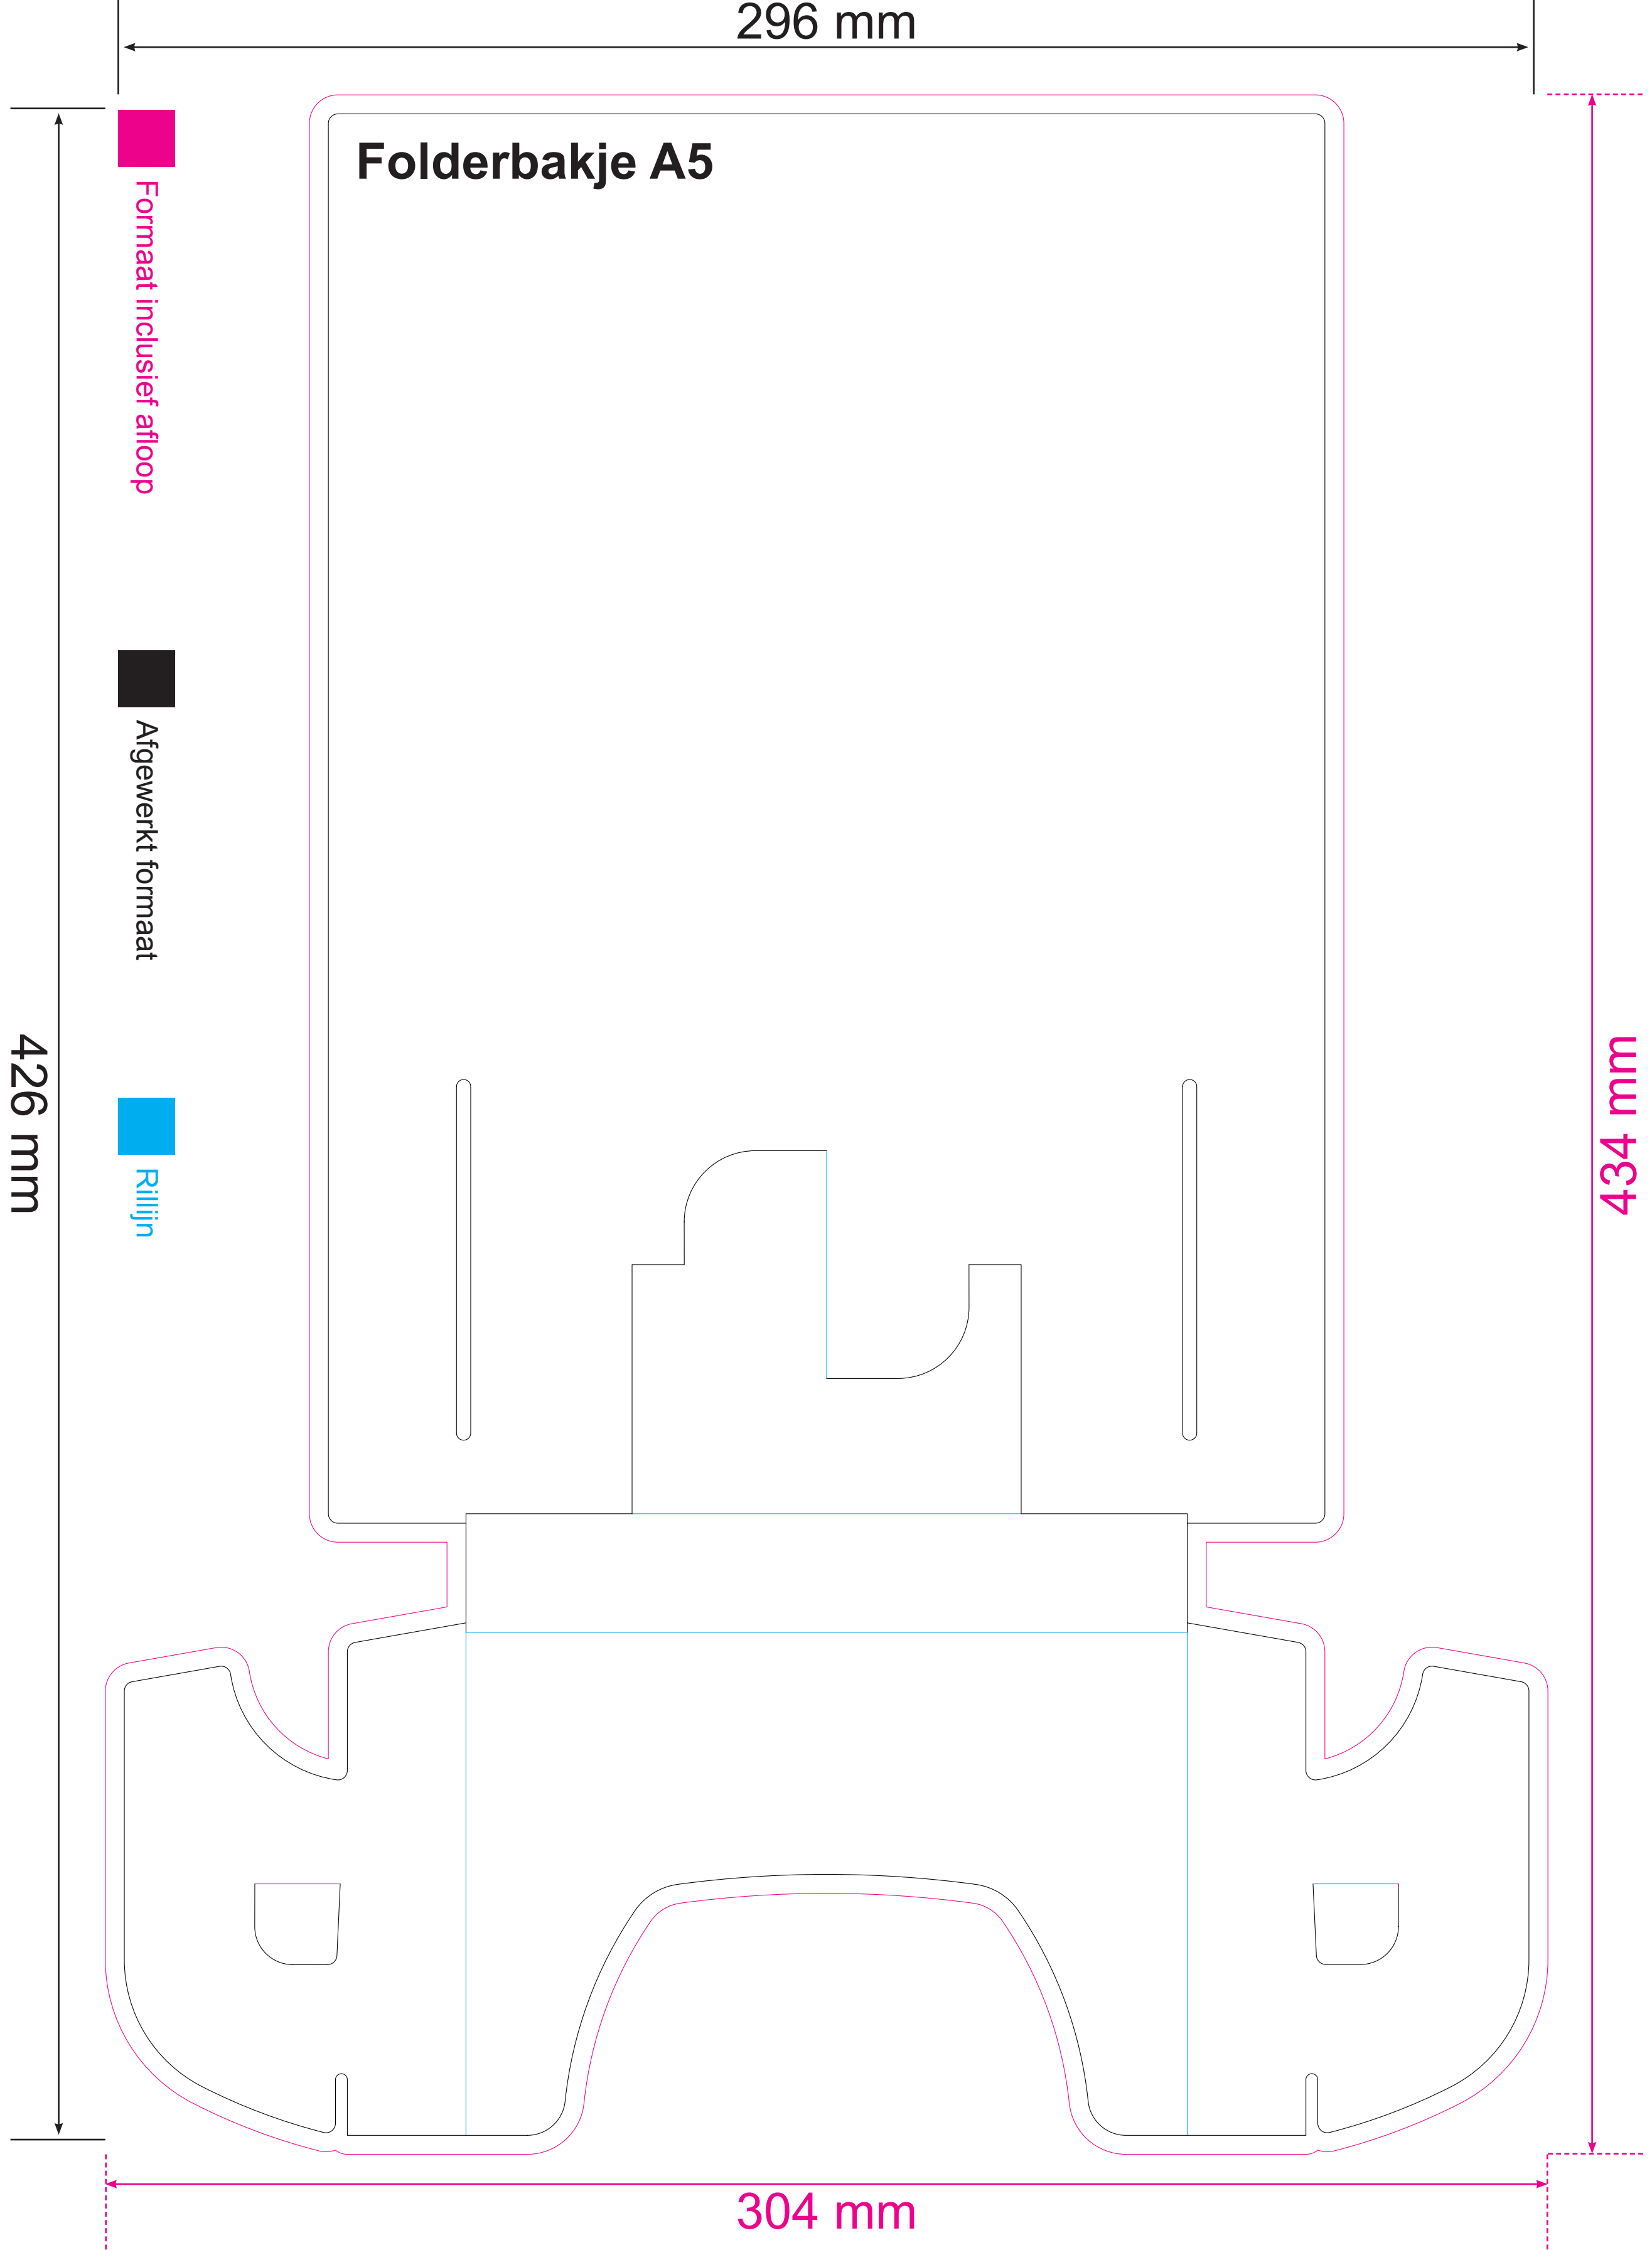 296 mm
Folderbakje A5
Formaat inclusief afloop
Afgewerkt formaat
Rillijn
426 mm
434 mm
304 mm